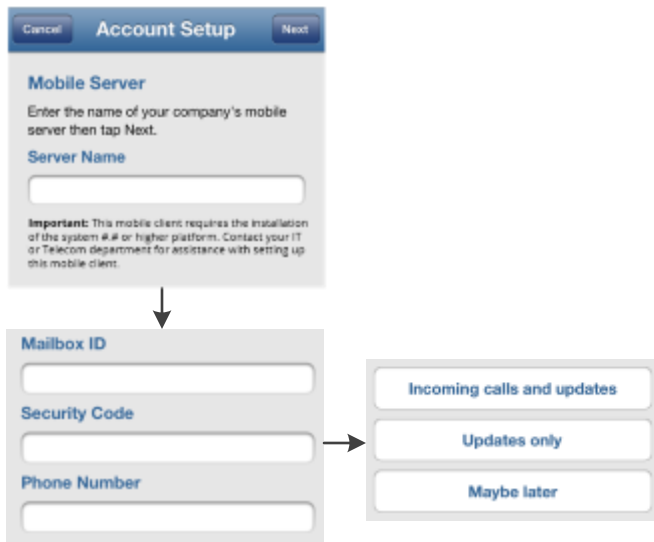 Cancel Account Setup Next
Mobile Server
Enter the name of your company's mobile
server then tap Next.
Server Name
Important: This mobile client requires the installation
of the system #.# or higher platform. Contact your IT
or Telecom department for assistance with setting up
this mobile client.
Mailbox ID
Security Code
Phone Number
Incoming calls and updates
Updates only
Maybe later